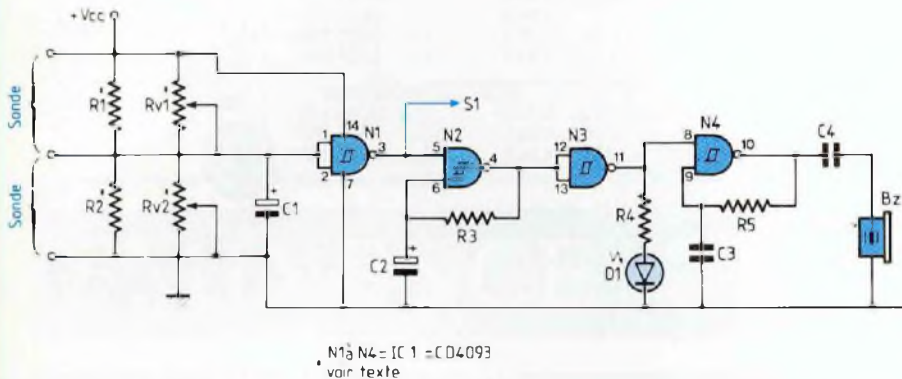 +Vcc
Sonde
R1
Rv1
Sonde
R2
Rv2
C1
1
2
14
7
N1
3
S1
5
6
N2
4
C2
R3
12
13
N3
11
R4
D1
8
9
N4
10
R5
C3
C4
Bz
N1à N4=IC 1 =CD4093
* voir texte